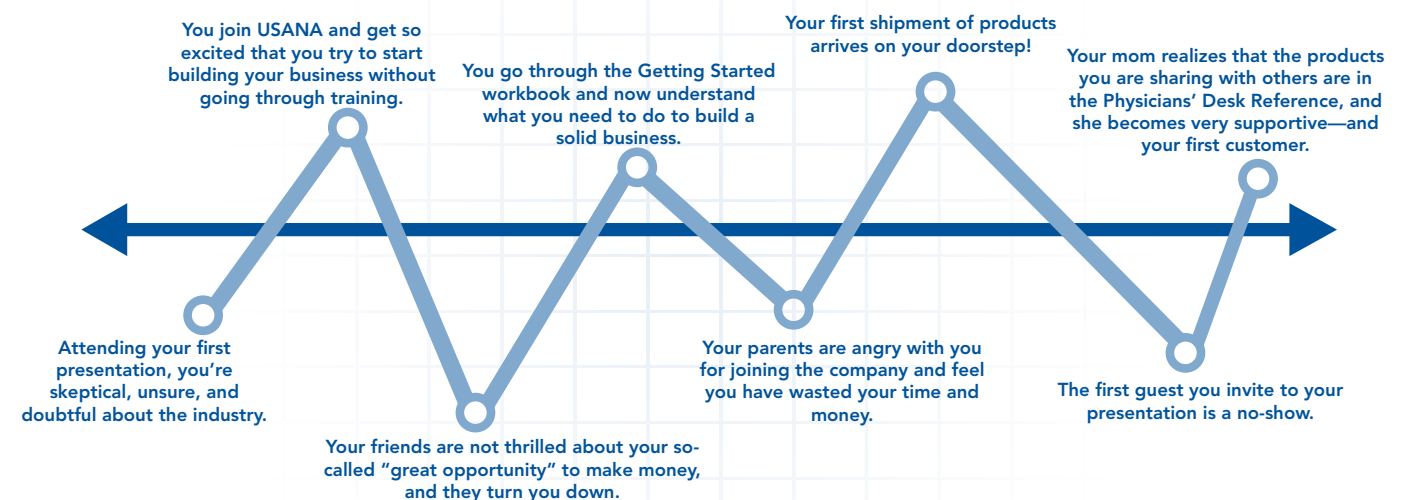 You join USANA and get so
excited that you try to start
building your business without
going through training.
You go through the Getting Started
workbook and now understand
what you need to do to build a
solid business.
Your first shipment of products
arrives on your doorstep!
Your mom realizes that the products
you are sharing with others are in
the Physicians’ Desk Reference, and
she becomes very supportive—and
your first customer.
Attending your first
presentation, you’re
skeptical, unsure, and
doubtful about the industry.
Your friends are not thrilled about your so-
called “great opportunity” to make money,
and they turn you down.
Your parents are angry with you
for joining the company and feel
you have wasted your time and
money.
The first guest you invite to your
presentation is a no-show.